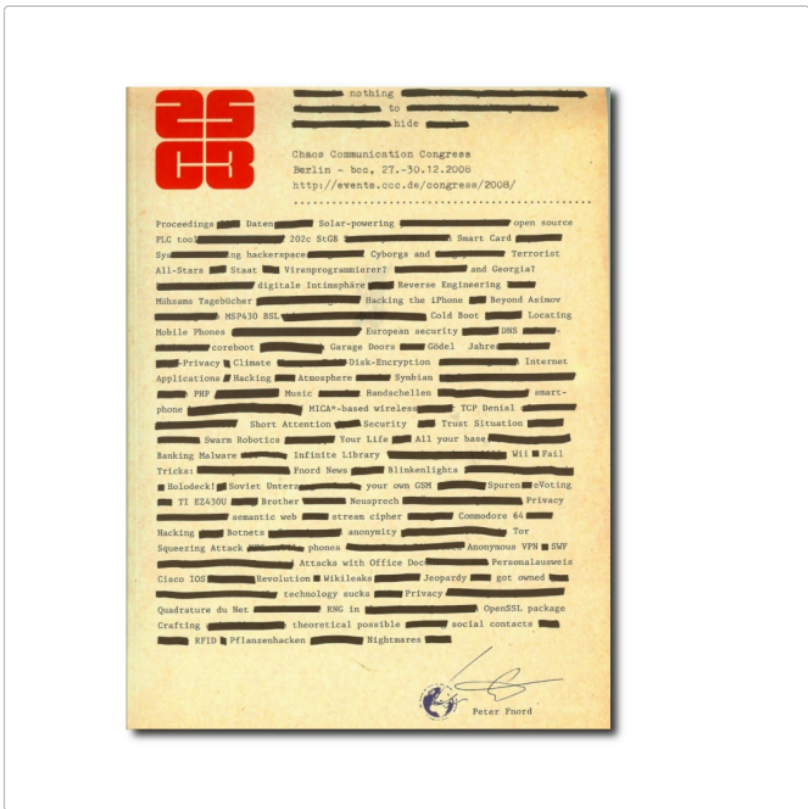 25
C3
nothing
to
hide
Chaos Communication Congress
Berlin - bcc, 27.-30.12.2008
http://events.ccc.de/congress/2008/
Proceedings Daten Solar-powering open source
PLC tool 202c StGB Smart Card
Sys ing hackerspace Cyborgs and Terrorist
All-Stars Staat Virenprogrammierer? and Georgia?
digitale Intimsphäre Reverse Engineering
Mühsams Tagebücher Hacking the iPhone Beyond Asimov
MSP430 BSL Cold Boot Locating
Mobile Phones European security DNS -
coreboot Garage Doors Gödel Jahre
-Privacy Climate Disk-Encryption Internet
Applications Hacking Atmosphere Symbian
PHP Music Handschellen smart-
phone MICA*-based wireless TCP Denial
Short Attention Security Trust Situation
Swarm Robotics Your Life All your base
Banking Malware Infinite Library Wii Fail
Tricks: Fnord News Blinkenlights
Holodeck! Soviet Unterz your own GSM Spuren eVoting
TI EZ430U Brother Neusprech Privacy
semantic web stream cipher Commodore 64
Hacking Botnets anonymity Tor
Squeezing Attack phones Anonymous VPN SWF
Attacks with Office Doc Personalausweis
Cisco IOS Revolution Wikileaks Jeopardy got owned
technology sucks Privacy
Quadrature du Net RNG in OpenSSL package
Crafting theoretical possible social contacts
RFID Pflanzenhacken Nightmares
Peter Fnord